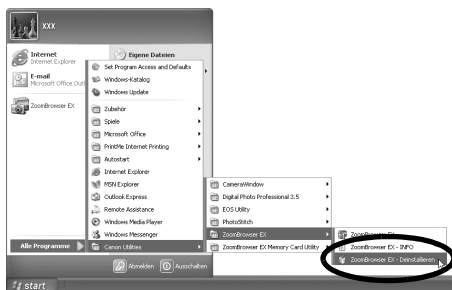 xxx
Internet
Internet Explorer
E-mail
Microsoft Office Outl
ZoomBrowser EX
Alle Programme
Eigene Dateien
Set Program Access and Defaults
Windows-Katalog
Windows Update
Zubehör
Spiele
Microsoft Office
PrintMe Internet Printing
Autostart
Internet Explorer
MSN Explorer
Outlook Express
Remote Assistance
Windows Media Player
Windows Messenger
Canon Utilities
CameraWindow
Digital Photo Professional 3.5
EOS Utility
PhotoStitch
ZoomBrowser EX
ZoomBrowser EX Memory Card Utility
ZoomBrowser EX
ZoomBrowser EX - INFO
ZoomBrowser EX - Deinstallieren
Abmelden
Ausschalten
start